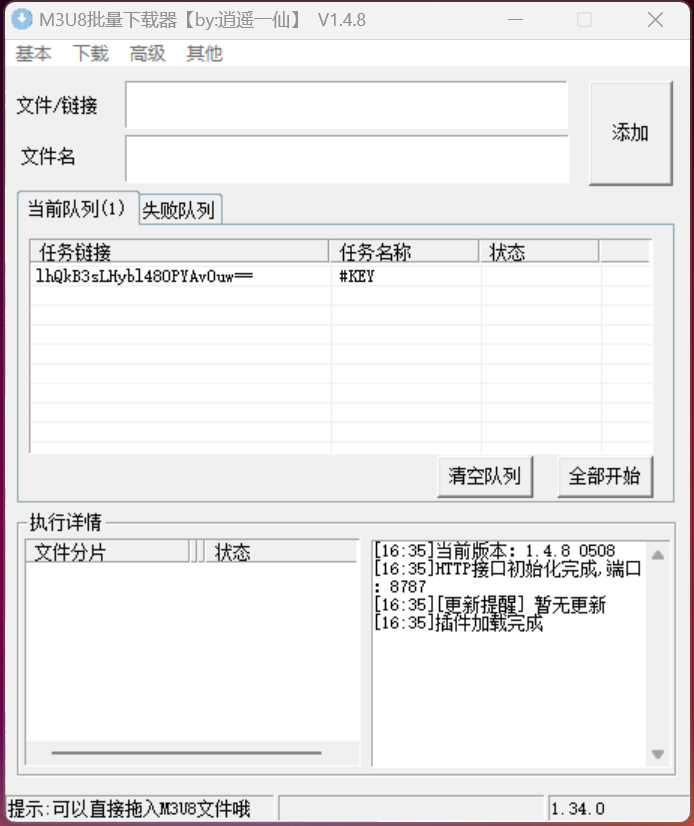 M3U8批量下载器【by:逍遥一仙】 V1.4.8
基本 下载 高级 其他
文件/链接
添加
文件名
当前队列(1) 失败队列
任务链接 任务名称 状态
lhQkB3sLHybl48OPYAvOuw== #KEY
清空队列 全部开始
执行详情
文件分片 状态
[16:35]当前版本: 1.4.8 0508
[16:35]HTTP接口初始化完成,端口
: 8787
[16:35][更新提醒] 暂无更新
[16:35]插件加载完成
提示:可以直接拖入M3U8文件哦
1.34.0